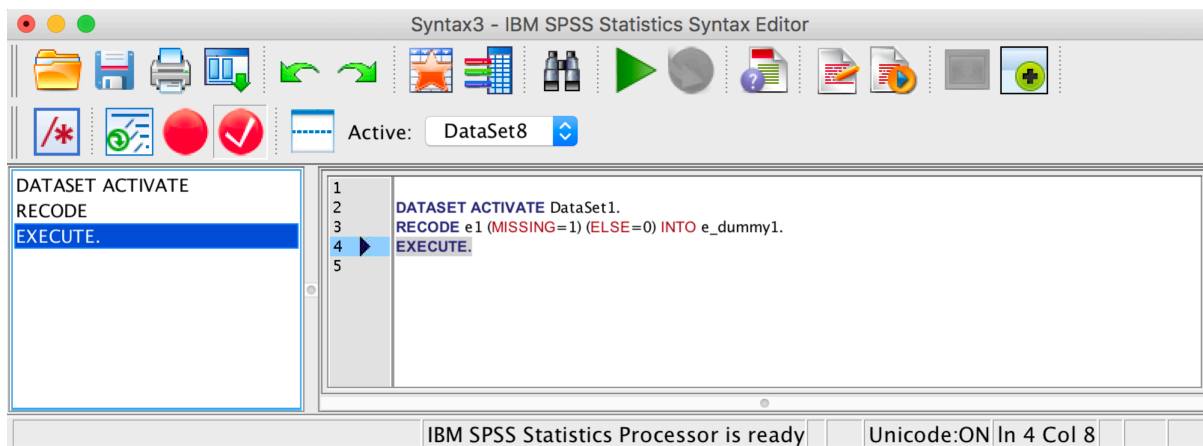 Syntax3 - IBM SPSS Statistics Syntax Editor
/*
Active: DataSet8
DATASET ACTIVATE
RECODE
EXECUTE.
1
2 DATASET ACTIVATE DataSet1.
3 RECODE e1 (MISSING=1) (ELSE=0) INTO e_dummy1.
4 EXECUTE.
5
IBM SPSS Statistics Processor is ready Unicode:ON In 4 Col 8